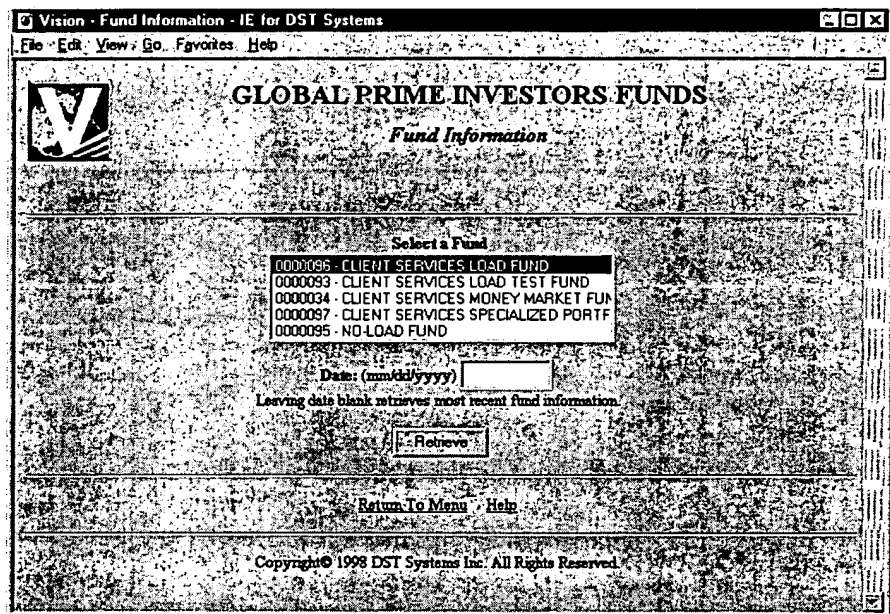 Vision - Fund Information - IE for DST Systems
File Edit View Go Favorites Help
GLOBAL PRIME INVESTORS FUNDS
Fund Information
Select a Fund
0000096 - CLIENT SERVICES LOAD FUND
0000093 - CLIENT SERVICES LOAD TEST FUND
0000034 - CLIENT SERVICES MONEY MARKET FUN
0000097 - CLIENT SERVICES SPECIALIZED PORTF
0000095 - NO-LOAD FUND
Date: (mm/dd/yyyy)
Leaving date blank retrieves most recent fund information.
Retrieve
Return To Menu Help
Copyright© 1998 DST Systems Inc. All Rights Reserved.